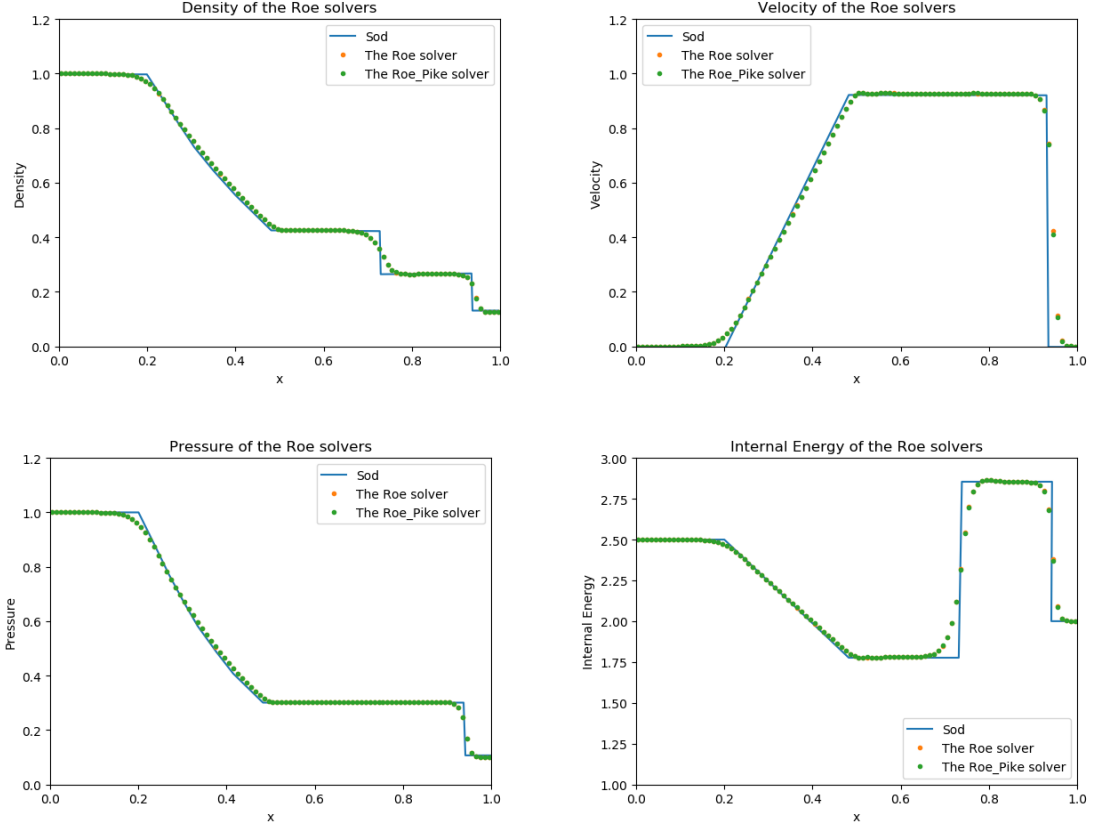 Density of the Roe solvers
1.2
1.0
0.8
0.6
0.4
0.2
0.0
Density
Sod
The Roe solver
The Roe_Pike solver
0.0 0.2 0.4 0.6 0.8 1.0
x
Velocity of the Roe solvers
1.2
1.0
0.8
0.6
0.4
0.2
0.0
Velocity
Sod
The Roe solver
The Roe_Pike solver
0.0 0.2 0.4 0.6 0.8 1.0
x
Pressure of the Roe solvers
1.2
1.0
0.8
0.6
0.4
0.2
0.0
Pressure
Sod
The Roe solver
The Roe_Pike solver
0.0 0.2 0.4 0.6 0.8 1.0
x
Internal Energy of the Roe solvers
3.00
2.75
2.50
2.25
2.00
1.75
1.50
1.25
1.00
Internal Energy
Sod
The Roe solver
The Roe_Pike solver
0.0 0.2 0.4 0.6 0.8 1.0
x